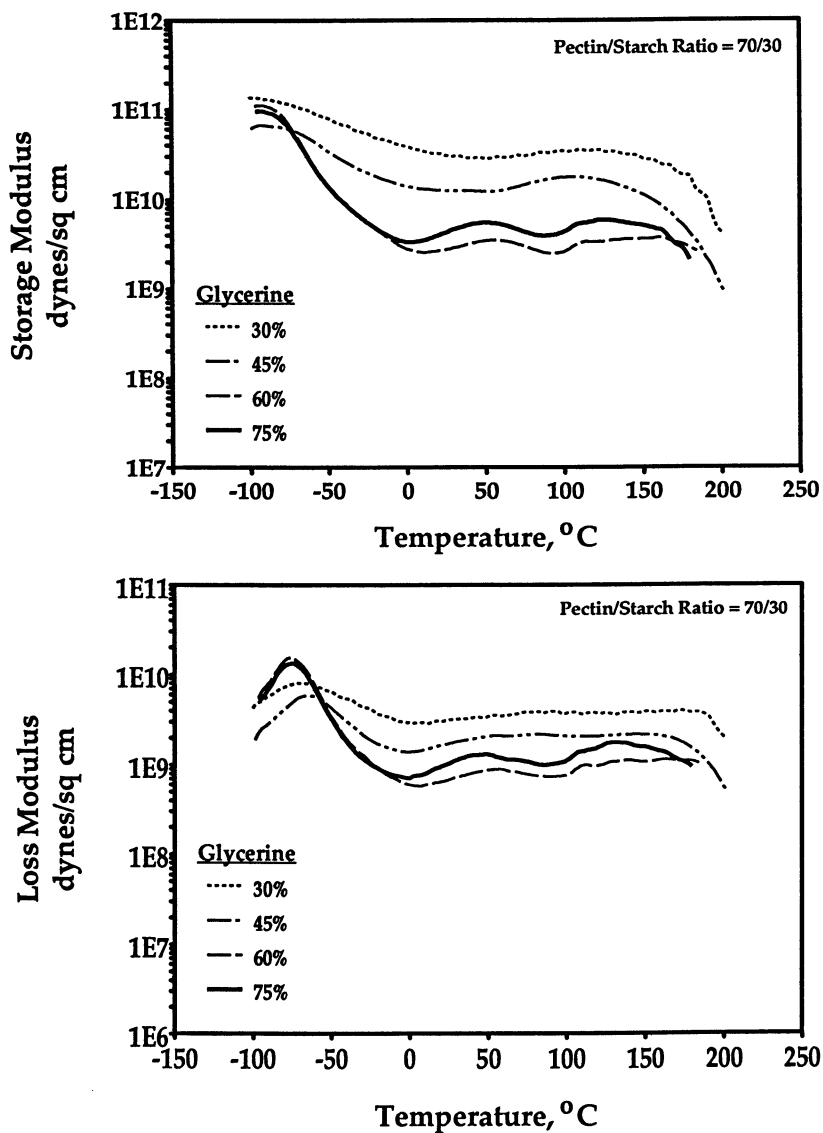 1E12
Pectin/Starch Ratio = 70/30
1E11
1E10
1E9
1E8
1E7
Storage Modulus
dynes/sq cm
Glycerine
30%
45%
60%
75%
-150 -100 -50 0 50 100 150 200 250
Temperature, °C
1E11
Pectin/Starch Ratio = 70/30
1E10
1E9
1E8
1E7
1E6
Loss Modulus
dynes/sq cm
Glycerine
30%
45%
60%
75%
-150 -100 -50 0 50 100 150 200 250
Temperature, °C